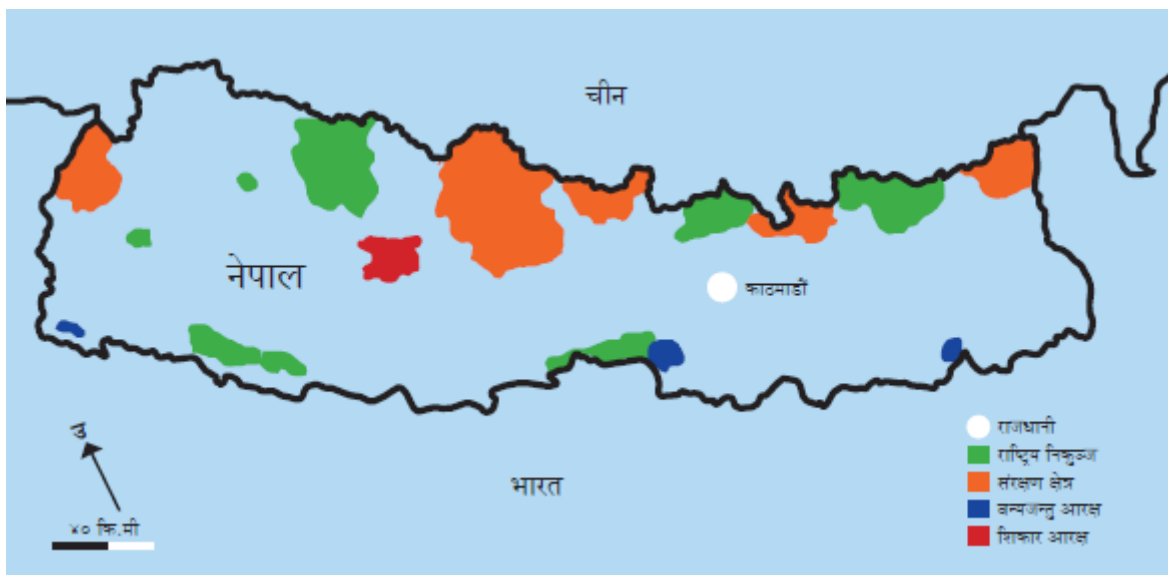 चीन
नेपाल
काठमाडौं
भारत
उ
४० कि.मी
राजधानी
राष्ट्रिय निकुञ्ज
संरक्षण क्षेत्र
वन्यजन्तु आरक्ष
शिकार आरक्ष